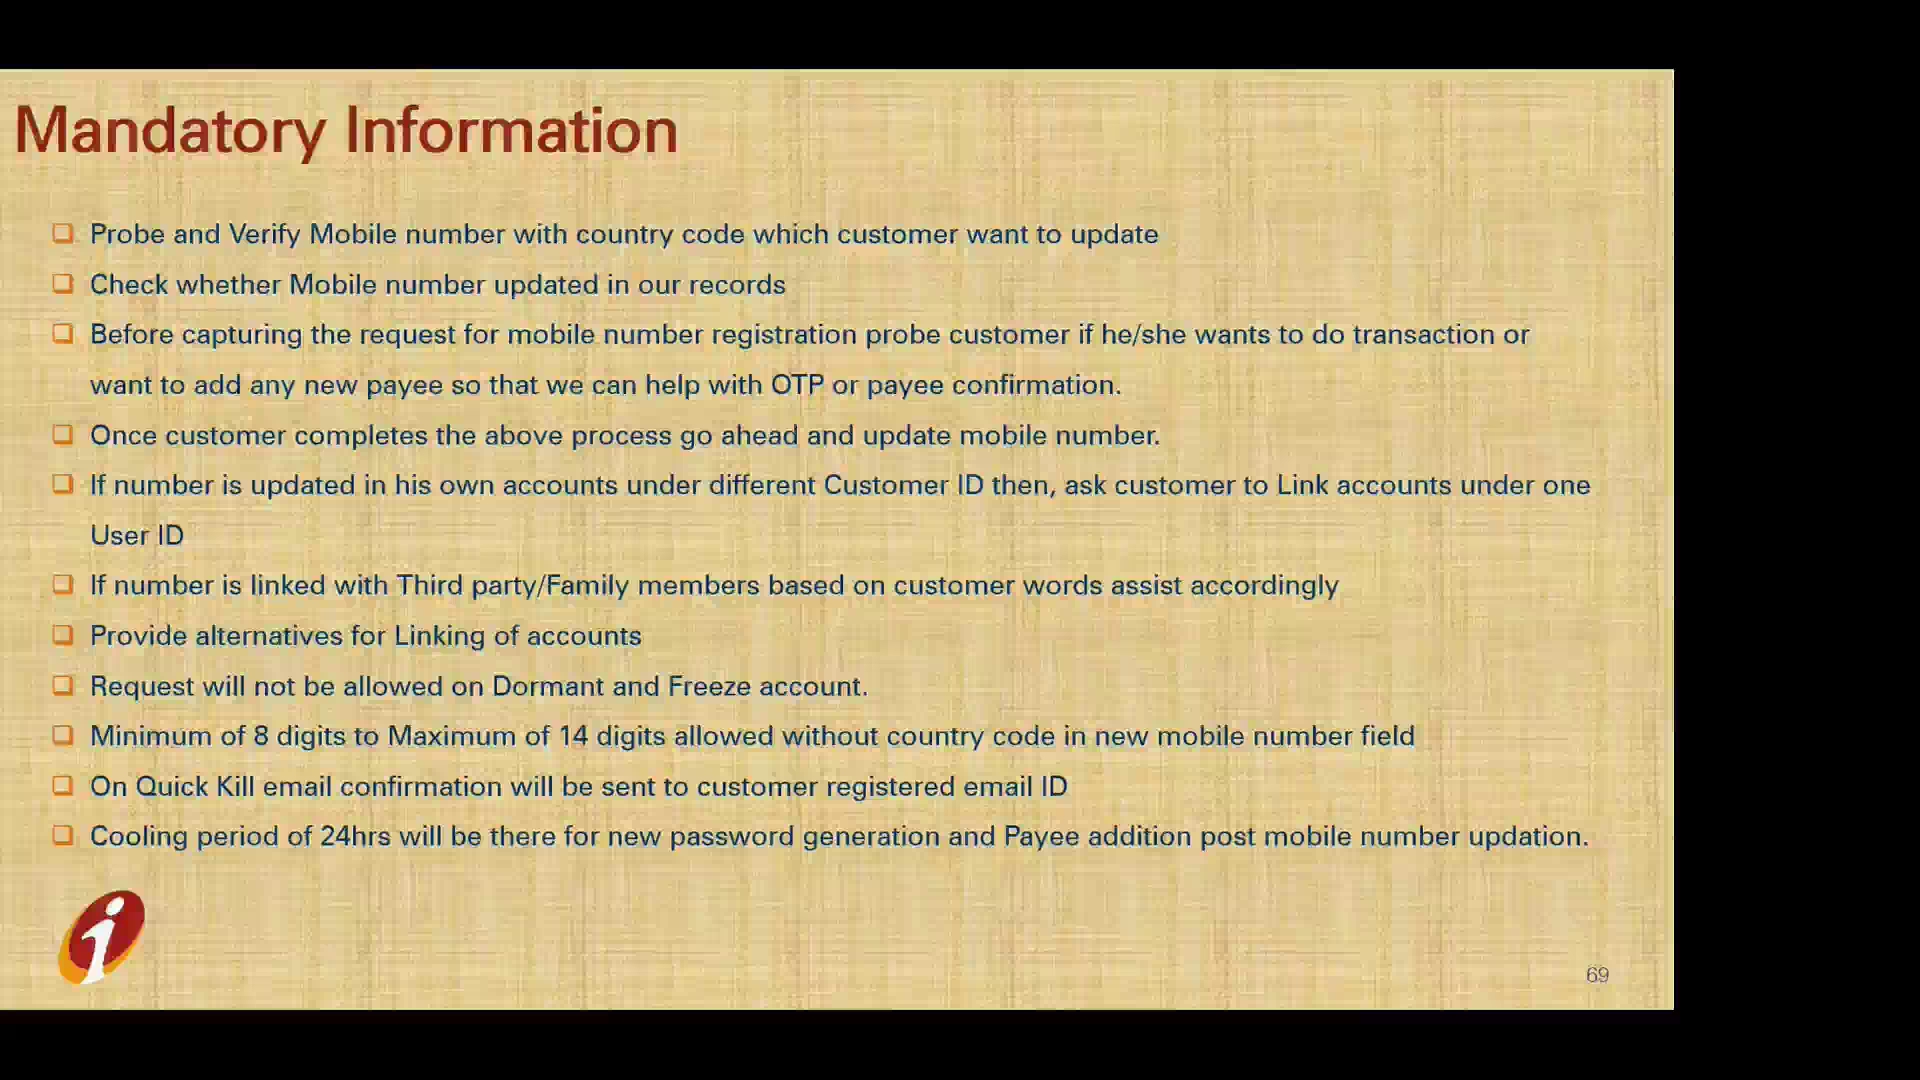 Mandatory Information
Probe and Verify Mobile number with country code which customer want to update
Check whether Mobile number updated in our records
Before capturing the request for mobile number registration probe customer if he/she wants to do transaction or
want to add any new payee so that we can help with OTP or payee confirmation.
Once customer completes the above process go ahead and update mobile number.
If number is updated in his own accounts under different Customer ID then, ask customer to Link accounts under one
User ID
If number is linked with Third party/Family members based on customer words assist accordingly
Provide alternatives for Linking of accounts
Request will not be allowed on Dormant and Freeze account.
Minimum of 8 digits to Maximum of 14 digits allowed without country code in new mobile number field
On Quick Kill email confirmation will be sent to customer registered email ID
Cooling period of 24hrs will be there for new password generation and Payee addition post mobile number updation.
i
69